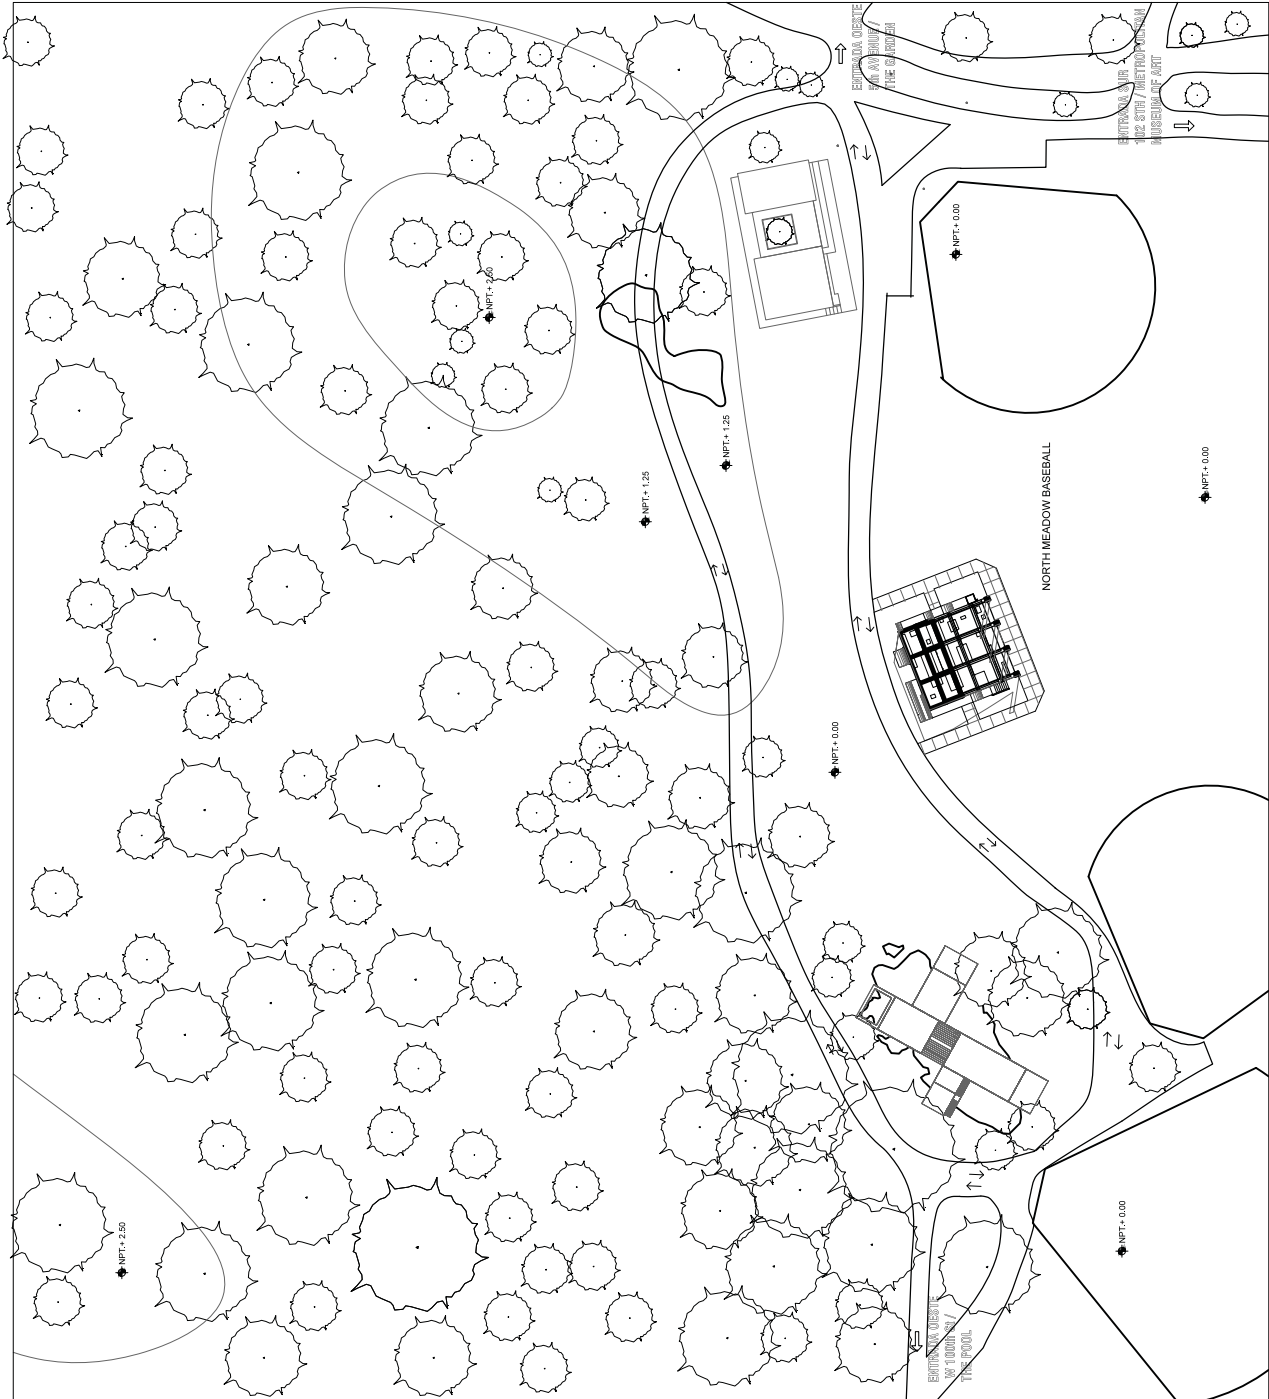 ENTRADA OESTE
5th AVENUE /
THE GARDEN
ENTRADA SUR
102 STH / METROPOLITAN
MUSEUM OF ART
NPT.+ 0.00
NPT.+ 2.50
NPT.+ 1.25
NPT.+ 1.25
NORTH MEADOW BASEBALL
NPT.+ 0.00
NPT.+ 0.00
NPT.+ 2.50
NPT.+ 0.00
ENTRADA OESTE
W 100th St /
THE POOL